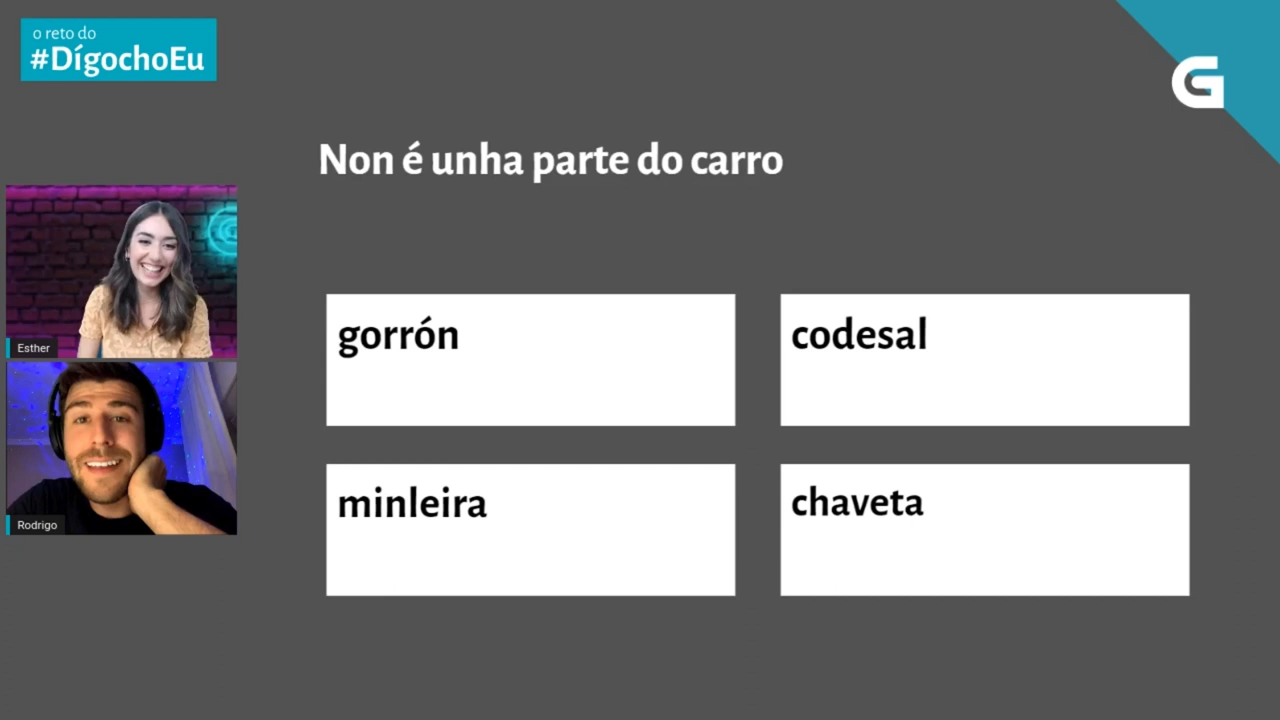 o reto do
#DígochoEu
G
Non é unha parte do carro
gorrón
codesal
minleira
chaveta
Esther
Rodrigo